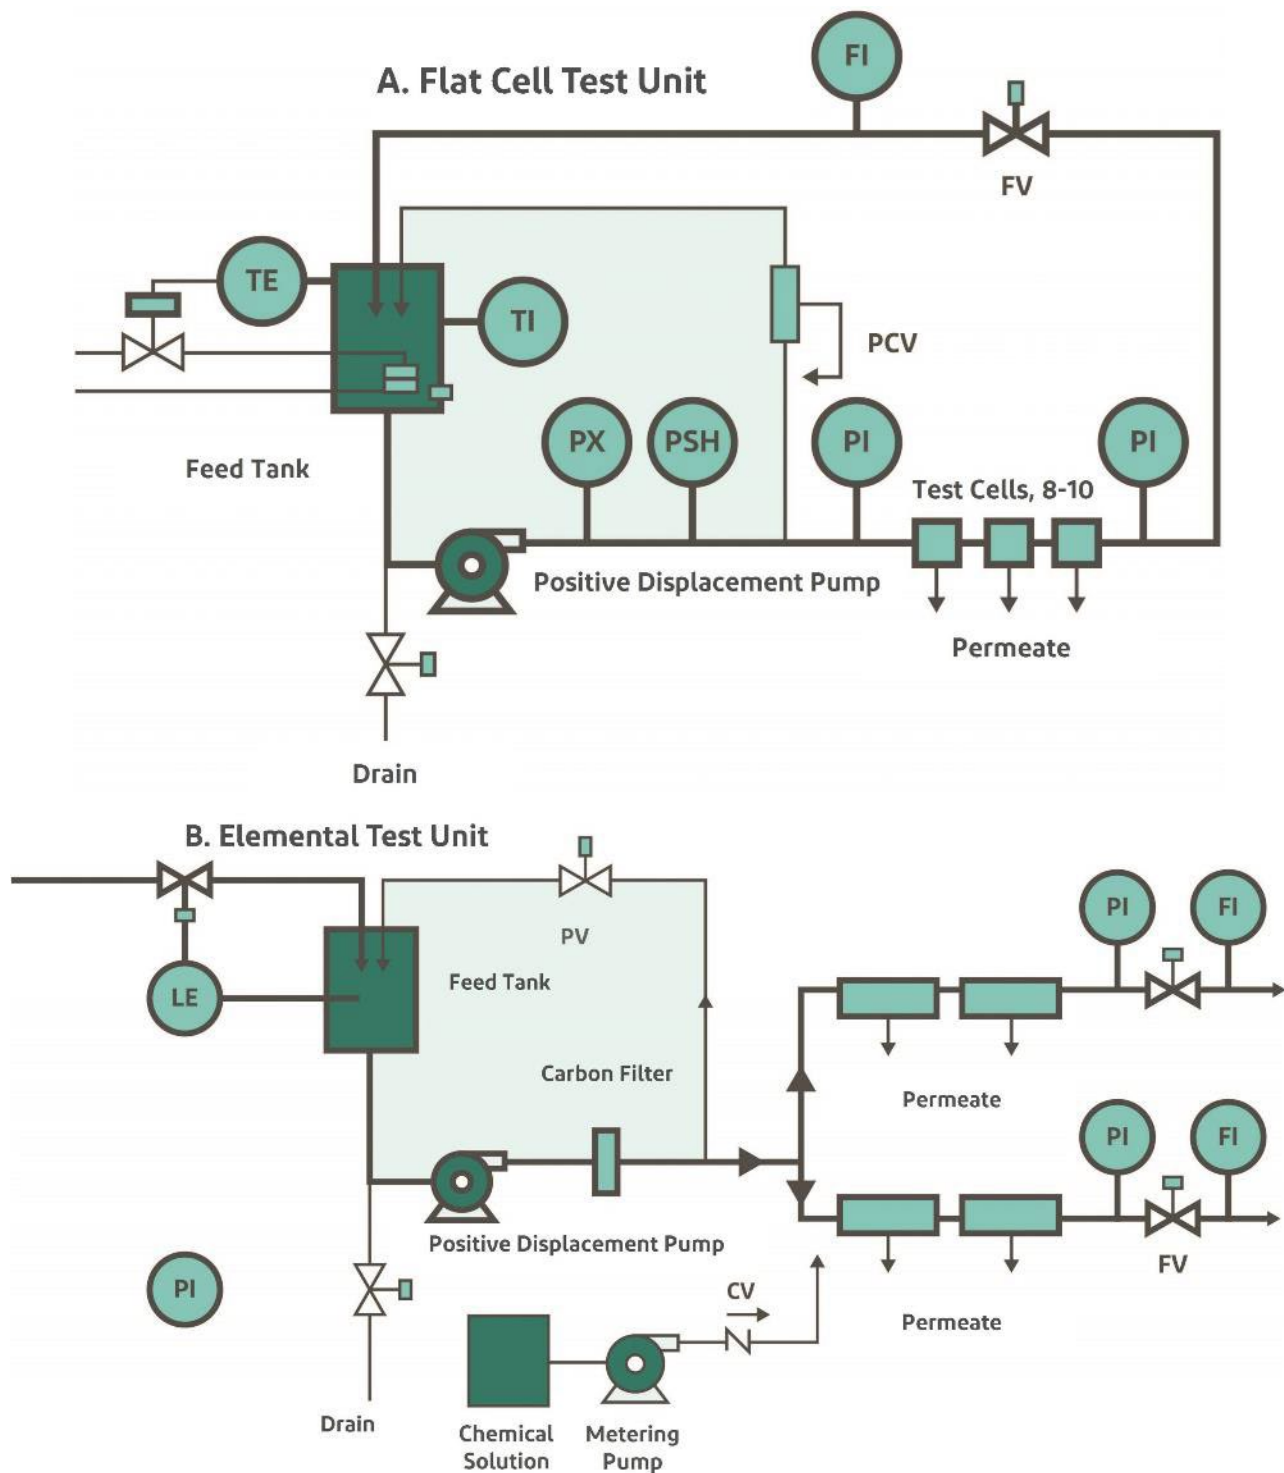 A. Flat Cell Test Unit
FI
FV
TE
TI
PCV
PX
PSH
PI
PI
Feed Tank
Test Cells, 8-10
Positive Displacement Pump
Permeate
Drain
B. Elemental Test Unit
PI
FI
PV
Feed Tank
LE
Carbon Filter
Permeate
PI
FI
Positive Displacement Pump
FV
PI
CV
Permeate
Drain
Chemical
Solution
Metering
Pump